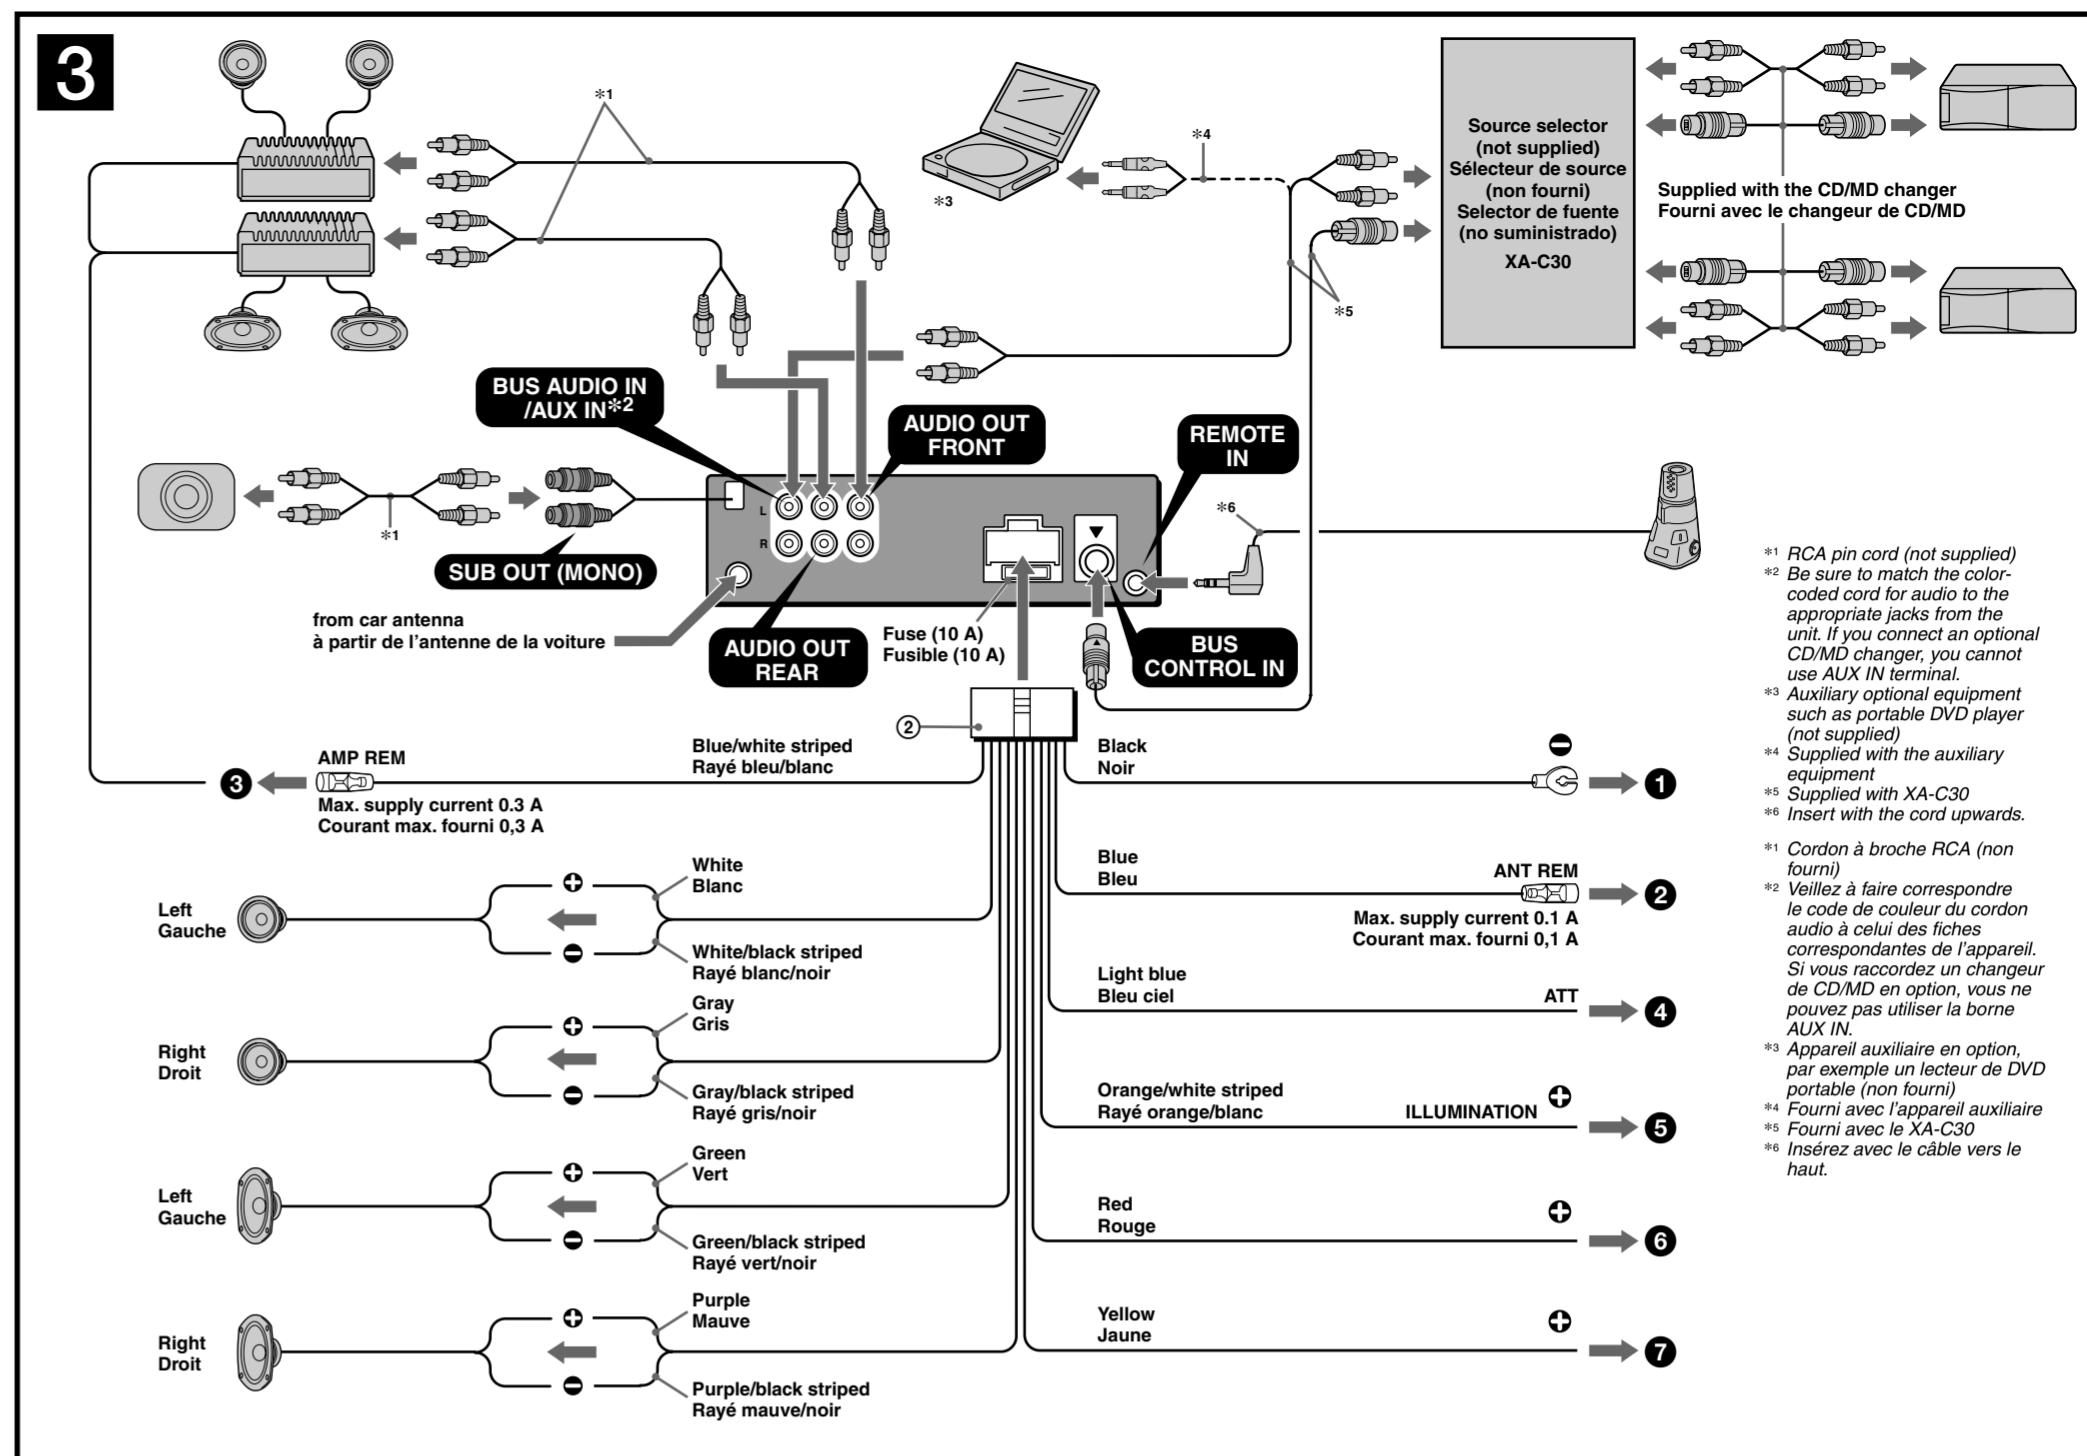 3
*1
*4
*3
*5
Source selector
(not supplied)
Sélecteur de source
(non fourni)
Selector de fuente
(no suministrado)
XA-C30
Supplied with the CD/MD changer
Fourni avec le changeur de CD/MD
BUS AUDIO IN
/AUX IN*2
AUDIO OUT
FRONT
REMOTE
IN
*6
*1
L
R
SUB OUT (MONO)
from car antenna
à partir de l'antenne de la voiture
AUDIO OUT
REAR
Fuse (10 A)
Fusible (10 A)
BUS
CONTROL IN
2
AMP REM
3
Max. supply current 0.3 A
Courant max. fourni 0,3 A
Blue/white striped
Rayé bleu/blanc
Left
Gauche
White
Blanc
White/black striped
Rayé blanc/noir
Right
Droit
Gray
Gris
Gray/black striped
Rayé gris/noir
Left
Gauche
Green
Vert
Green/black striped
Rayé vert/noir
Right
Droit
Purple
Mauve
Purple/black striped
Rayé mauve/noir
Black
Noir
1
Blue
Bleu
ANT REM
2
Max. supply current 0.1 A
Courant max. fourni 0,1 A
Light blue
Bleu ciel
ATT
4
Orange/white striped
Rayé orange/blanc
ILLUMINATION
5
Red
Rouge
6
Yellow
Jaune
7
*1 RCA pin cord (not supplied)
*2 Be sure to match the color-
coded cord for audio to the
appropriate jacks from the
unit. If you connect an optional
CD/MD changer, you cannot
use AUX IN terminal.
*3 Auxiliary optional equipment
such as portable DVD player
(not supplied)
*4 Supplied with the auxiliary
equipment
*5 Supplied with XA-C30
*6 Insert with the cord upwards.
*1 Cordon à broche RCA (non
fourni)
*2 Veillez à faire correspondre
le code de couleur du cordon
audio à celui des fiches
correspondantes de l'appareil.
Si vous raccordez un changeur
de CD/MD en option, vous ne
pouvez pas utiliser la borne
AUX IN.
*3 Appareil auxiliaire en option,
par exemple un lecteur de DVD
portable (non fourni)
*4 Fourni avec l'appareil auxiliaire
*5 Fourni avec le XA-C30
*6 Insérez avec le câble vers le
haut.